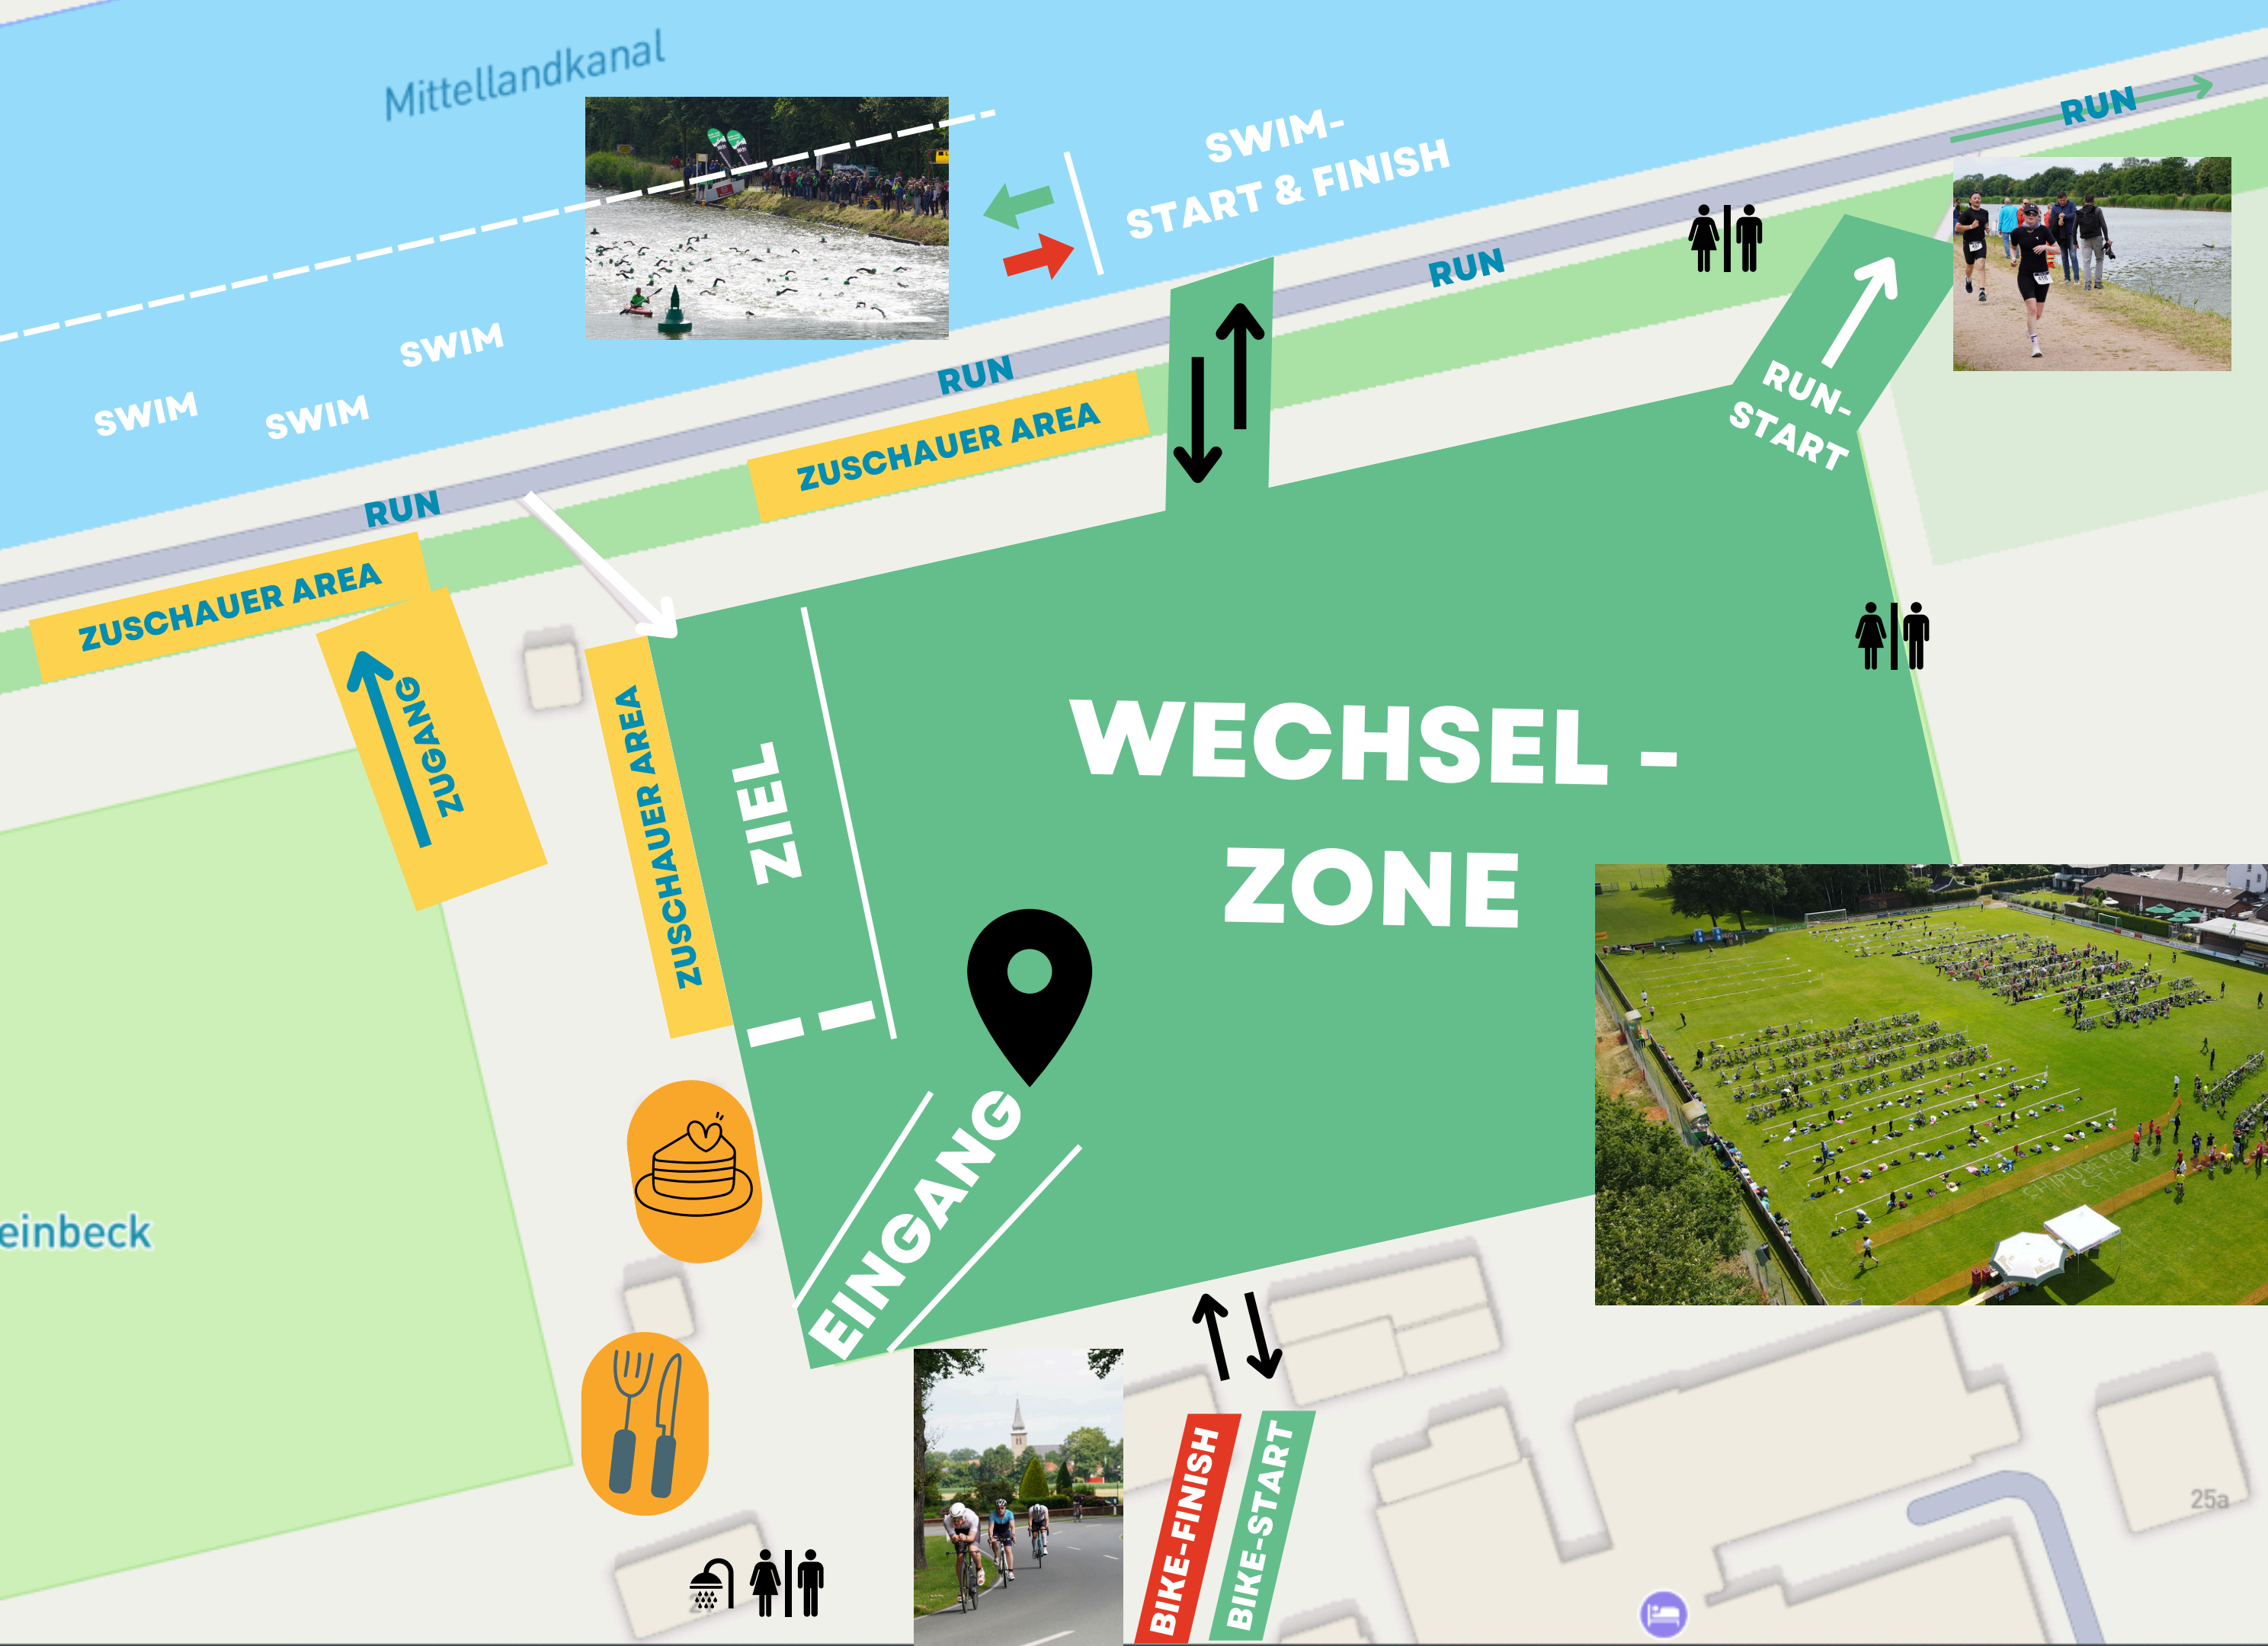 Mittellandkanal
SWIM-
START & FINISH
RUN
RUN
RUN
RUN
SWIM
SWIM
SWIM
ZUSCHAUER AREA
ZUSCHAUER AREA
ZUGANG
ZUSCHAUER AREA
RUN-
START
ZIEL
WECHSEL -
ZONE
EINGANG
einbeck
BIKE-FINISH
BIKE-START
25a